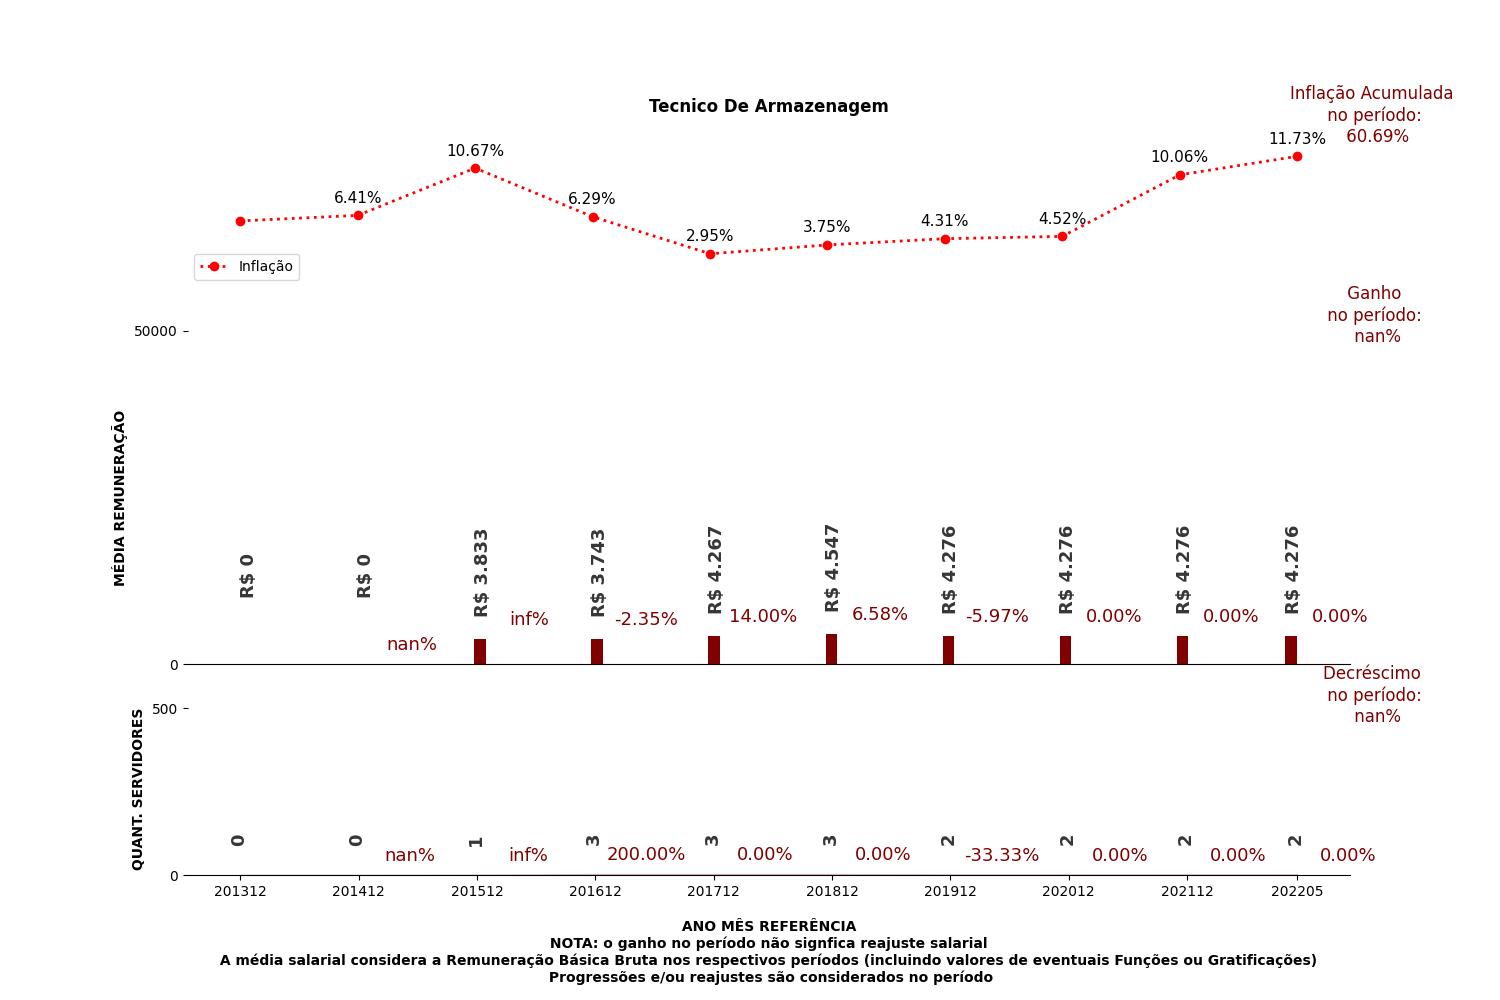 Tecnico De Armazenagem
Inflação Acumulada
no período:
60.69%
6.41%
10.67%
6.29%
2.95%
3.75%
4.31%
4.52%
10.06%
11.73%
Inflação
Ganho
no período:
nan%
MÉDIA REMUNERAÇÃO
50000
0
R$ 0
R$ 0
R$ 3.833
R$ 3.743
R$ 4.267
R$ 4.547
R$ 4.276
R$ 4.276
R$ 4.276
R$ 4.276
nan%
inf%
-2.35%
14.00%
6.58%
-5.97%
0.00%
0.00%
0.00%
Decréscimo
no período:
nan%
QUANT. SERVIDORES
500
0
0
0
1
3
3
3
2
2
2
2
nan%
inf%
200.00%
0.00%
0.00%
-33.33%
0.00%
0.00%
0.00%
201312
201412
201512
201612
201712
201812
201912
202012
202112
202205
ANO MÊS REFERÊNCIA
NOTA: o ganho no período não signfica reajuste salarial
A média salarial considera a Remuneração Básica Bruta nos respectivos períodos (incluindo valores de eventuais Funções ou Gratificações)
Progressões e/ou reajustes são considerados no período